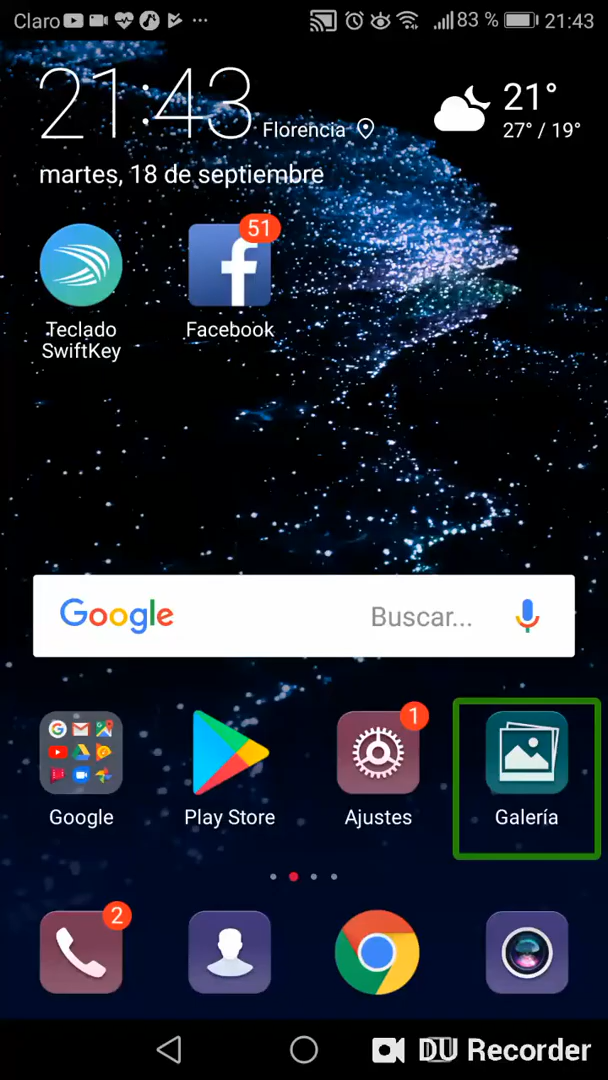 Claro 83 % 21:43
21:43 Florencia
21°
27° / 19°
martes, 18 de septiembre
51
Teclado
SwiftKey
Facebook
Google Buscar...
1
Google Play Store Ajustes Galería
2
DU Recorder